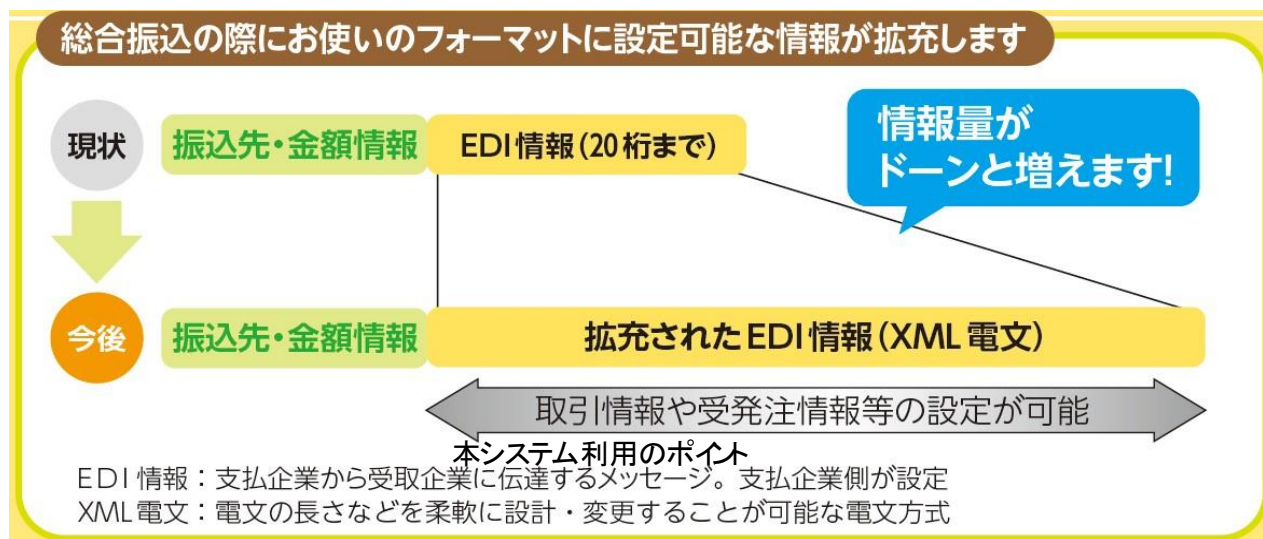 総合振込の際にお使いのフォーマットに設定可能な情報が拡充します
現状
振込先・金額情報
EDI情報(20桁まで)
情報量が
ドーンと増えます!
今後
振込先・金額情報
拡充されたEDI情報(XML電文)
取引情報や受発注情報等の設定が可能
本システム利用のポイント
EDI情報：支払企業から受取企業に伝達するメッセージ。支払企業側が設定
XML電文：電文の長さなどを柔軟に設計・変更することが可能な電文方式